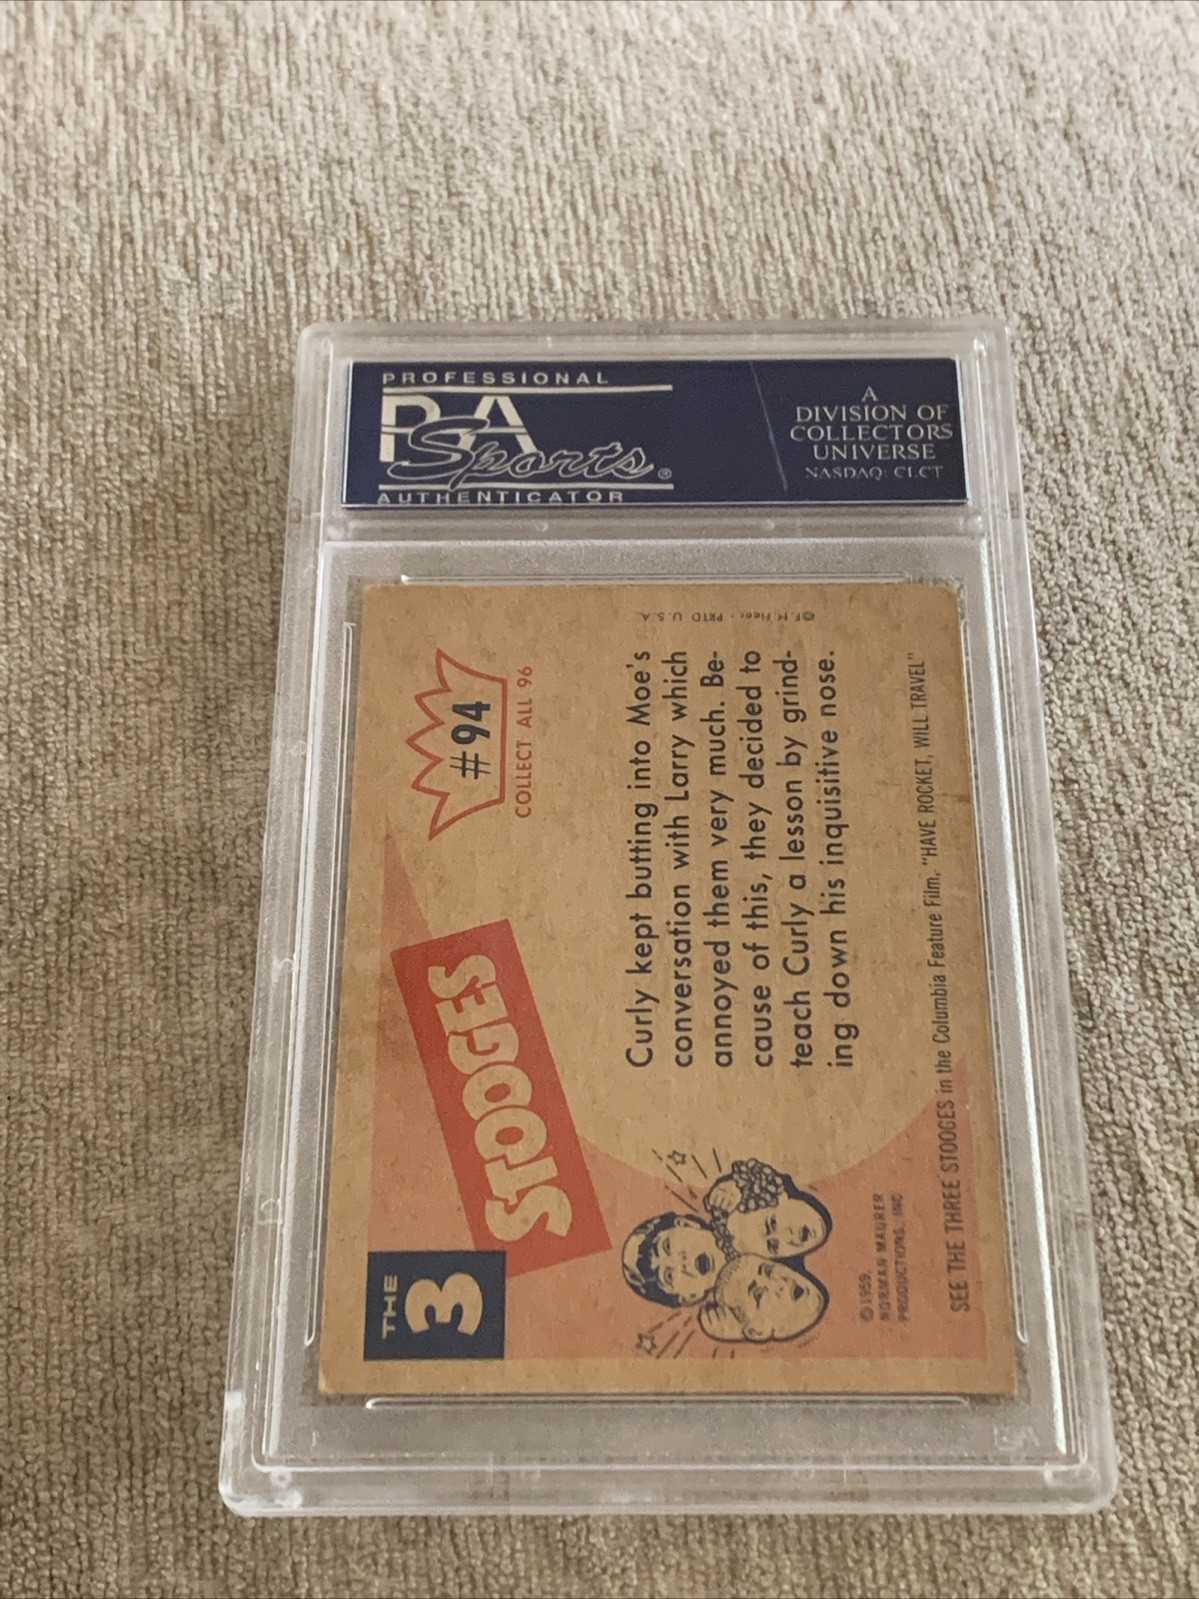 PROFESSIONAL
PSA
Sports®
AUTHENTICATOR
A
DIVISION OF
COLLECTORS
UNIVERSE
NASDAQ: CLCT
THE
3
STOOGES
#94
COLLECT ALL 96
Curly kept butting into Moe's
conversation with Larry which
annoyed them very much. Be-
cause of this, they decided to
teach Curly a lesson by grind-
ing down his inquisitive nose.
©1959,
NORMAN MAURER
PRODUCTIONS, INC
SEE THE THREE STOOGES in the Columbia Feature Film, "HAVE ROCKET, WILL TRAVEL"
© F. H. Fleer - PRTD U.S.A.